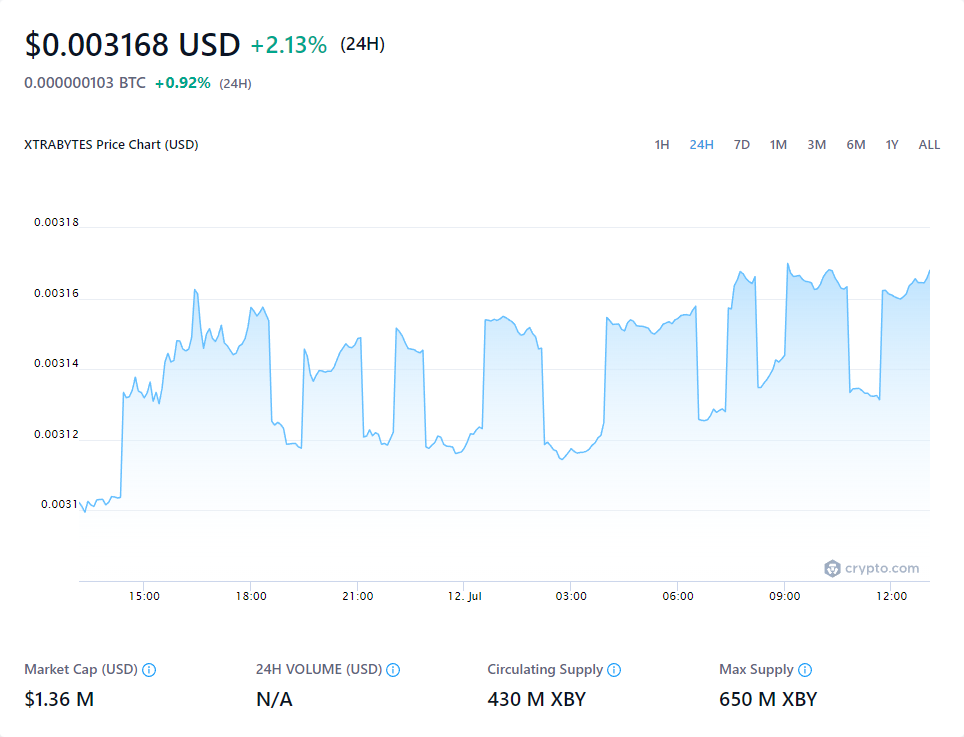 $0.003168 USD +2.13% (24H)
0.000000103 BTC +0.92% (24H)
XTRABYTES Price Chart (USD) 1H 24H 7D 1M 3M 6M 1Y ALL
0.00318
0.00316
0.00314
0.00312
0.0031
crypto.com
15:00 18:00 21:00 12. Jul 03:00 06:00 09:00 12:00
Market Cap (USD) 24H VOLUME (USD) Circulating Supply Max Supply
$1.36 M N/A 430 M XBY 650 M XBY